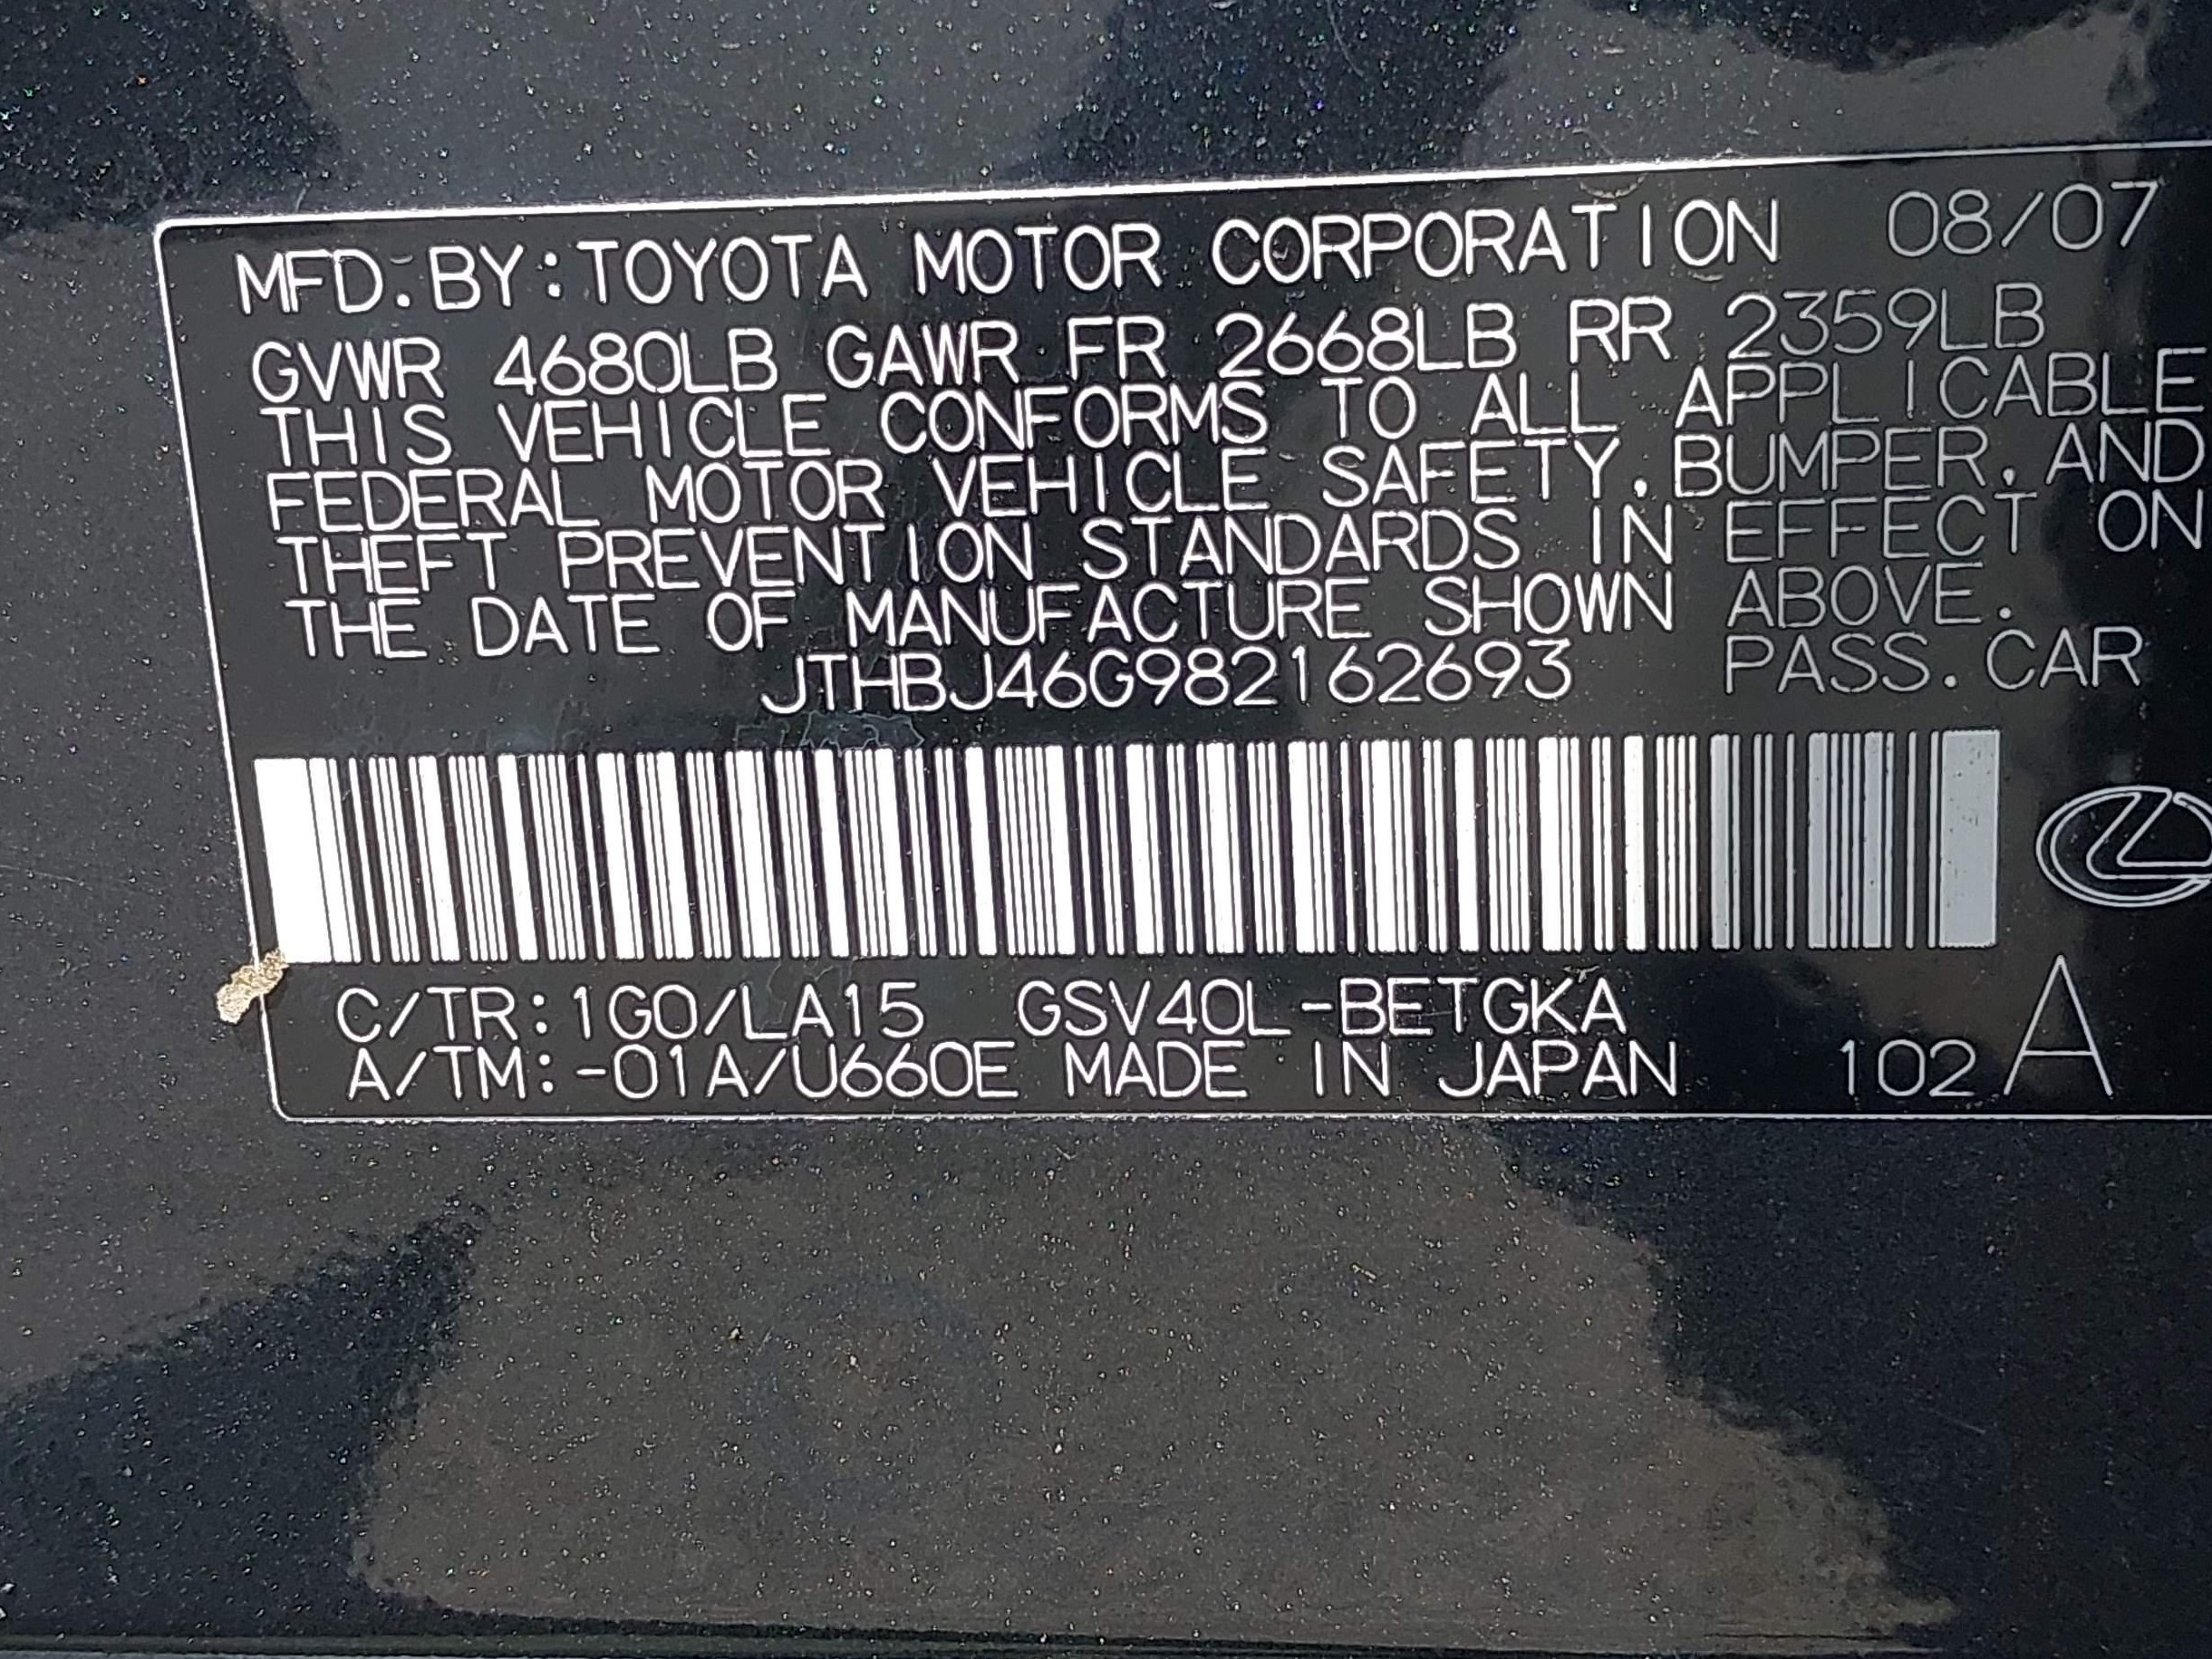 MFD. BY: TOYOTA MOTOR CORPORATION 08/07
GVWR 4680LB GAWR FR 2668LB RR 2359LB
THIS VEHICLE CONFORMS TO ALL APPLICABLE
FEDERAL MOTOR VEHICLE SAFETY, BUMPER, AND
THEFT PREVENTION STANDARDS IN EFFECT ON
THE DATE OF MANUFACTURE SHOWN ABOVE.
JTHBJ46G982162693 PASS. CAR
C/TR: 1G0/LA15 GSV40L-BETGKA
A/TM: -01A/U660E MADE IN JAPAN 102 A